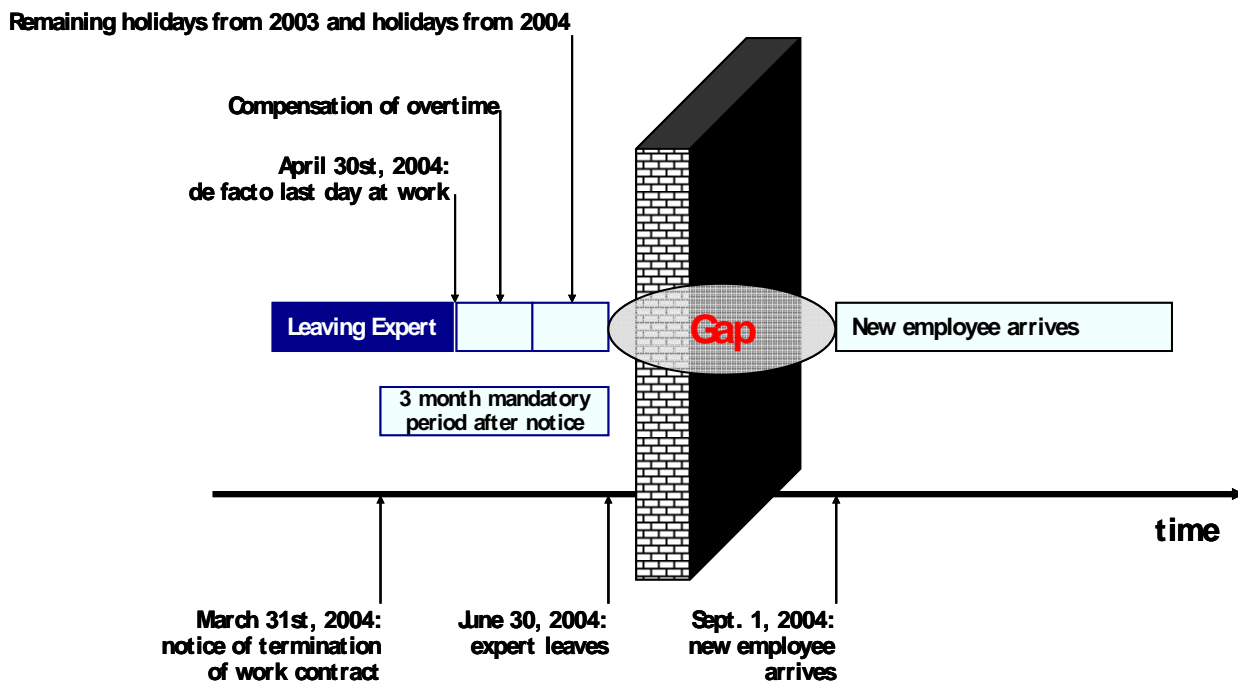 Remaining holidays from 2003 and holidays from 2004
Compensation of overtime
April 30st, 2004:
de facto last day at work
Leaving Expert
Gap
New employee arrives
3 month mandatory
period after notice
time
March 31st, 2004:
notice of termination
of work contract
June 30, 2004:
expert leaves
Sept. 1, 2004:
new employee
arrives